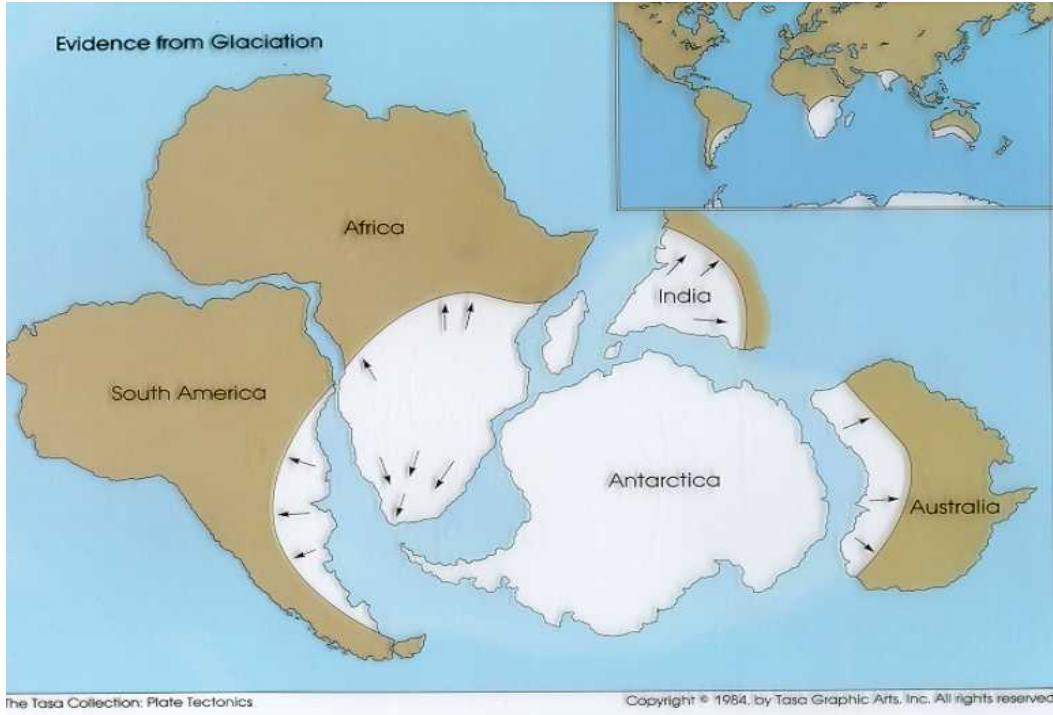 Evidence from Glaciation
Africa
India
South America
Antarctica
Australia
The Tasa Collection: Plate Tectonics
Copyright © 1984, by Tasa Graphic Arts, Inc. All rights reserved